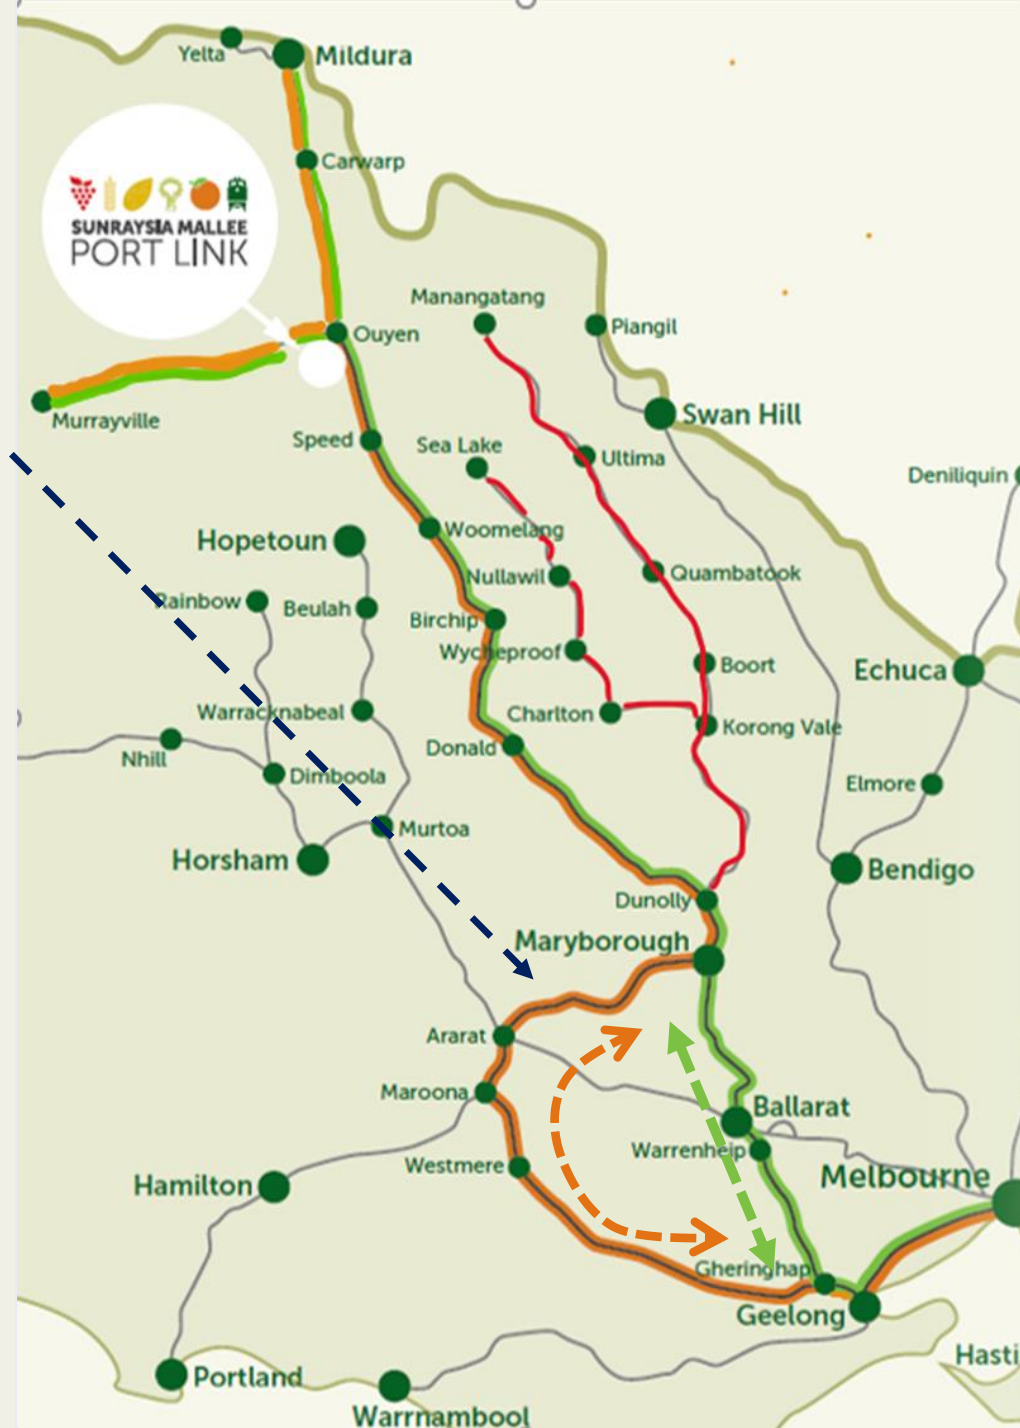 Yelta
Mildura
Carwarp
SUNRAYSIA MALLEE
PORT LINK
Manangatang
Ouyen
Piangil
Murrayville
Swan Hill
Speed
Sea Lake
Ultima
Deniliquin
Woomelang
Hopetoun
Nullawil
Quambatook
Rainbow
Beulah
Birchip
Wycheproof
Boort
Echuca
Warracknabeal
Charlton
Korong Vale
Donald
Nhill
Dimboola
Elmore
Murtoa
Horsham
Bendigo
Dunolly
Maryborough
Ararat
Maroona
Ballarat
Warrenheip
Westmere
Melbourne
Hamilton
Gheringhap
Geelong
Hasti
Portland
Warrnambool